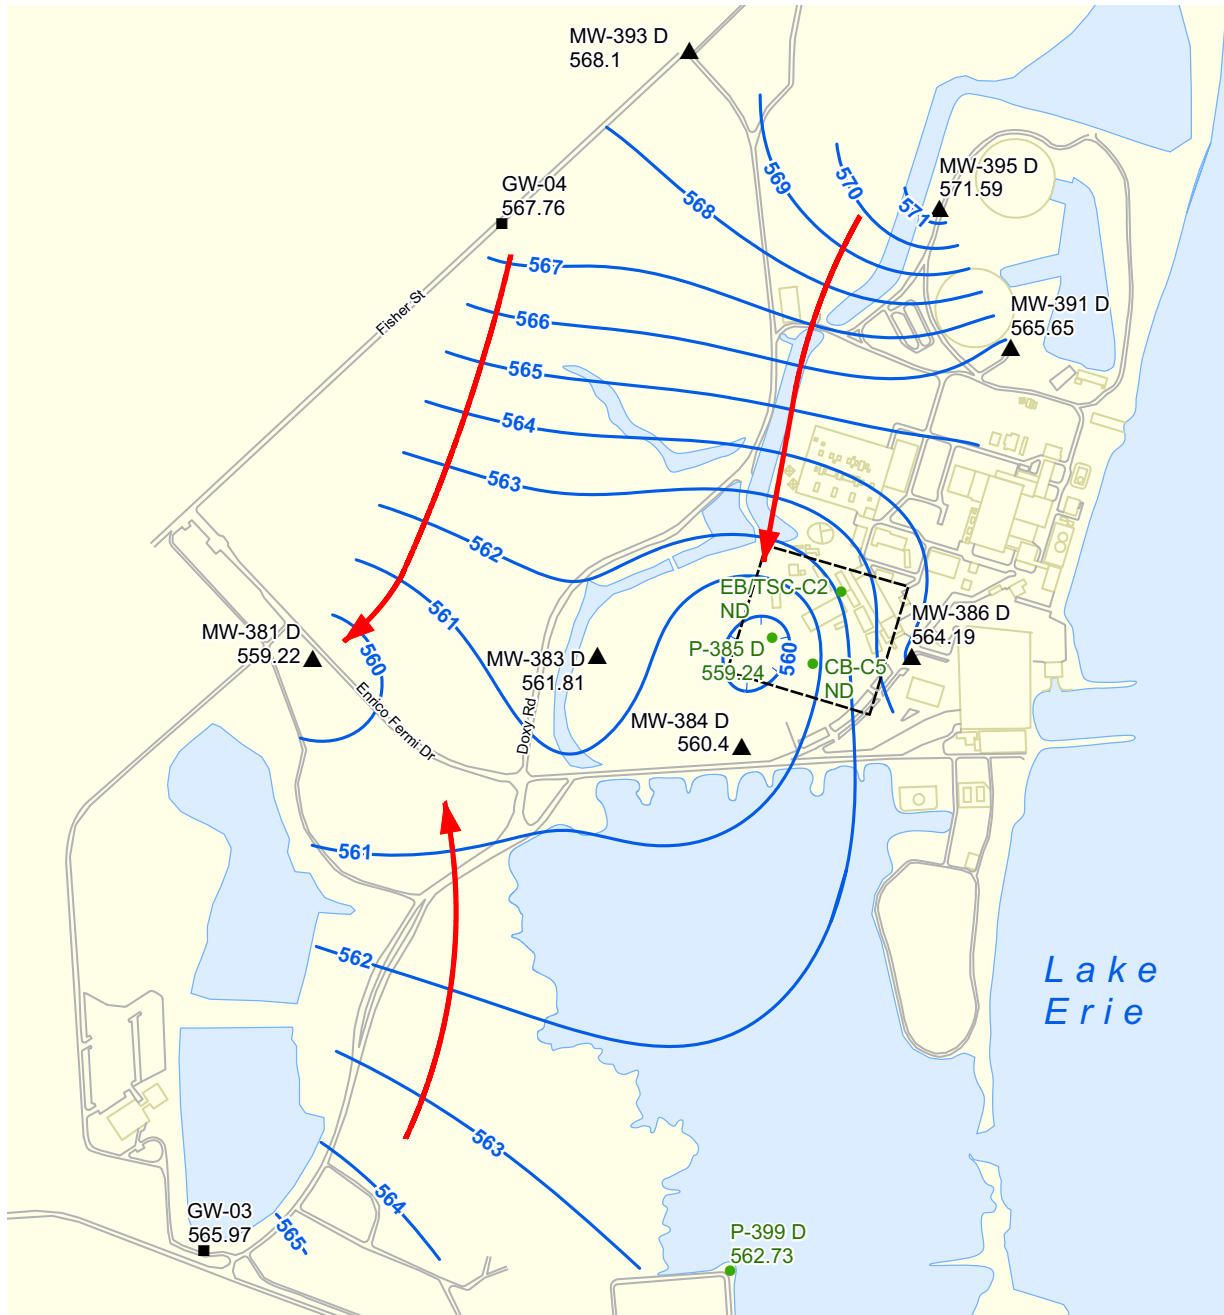 MW-393 D
568.1
MW-395 D
571.59
GW-04
567.76
569
570
571
568
567
MW-391 D
565.65
Fisher St
566
565
564
563
562
EB/TSC-C2
ND
MW-386 D
564.19
561
MW-381 D
559.22
560
MW-383 D
561.81
P-385 D
559.24
560
CB-C5
ND
Enrico Fermi Dr
Doxy Rd
MW-384 D
560.4
561
562
Lake
Erie
563
564
565
GW-03
565.97
P-399 D
562.73